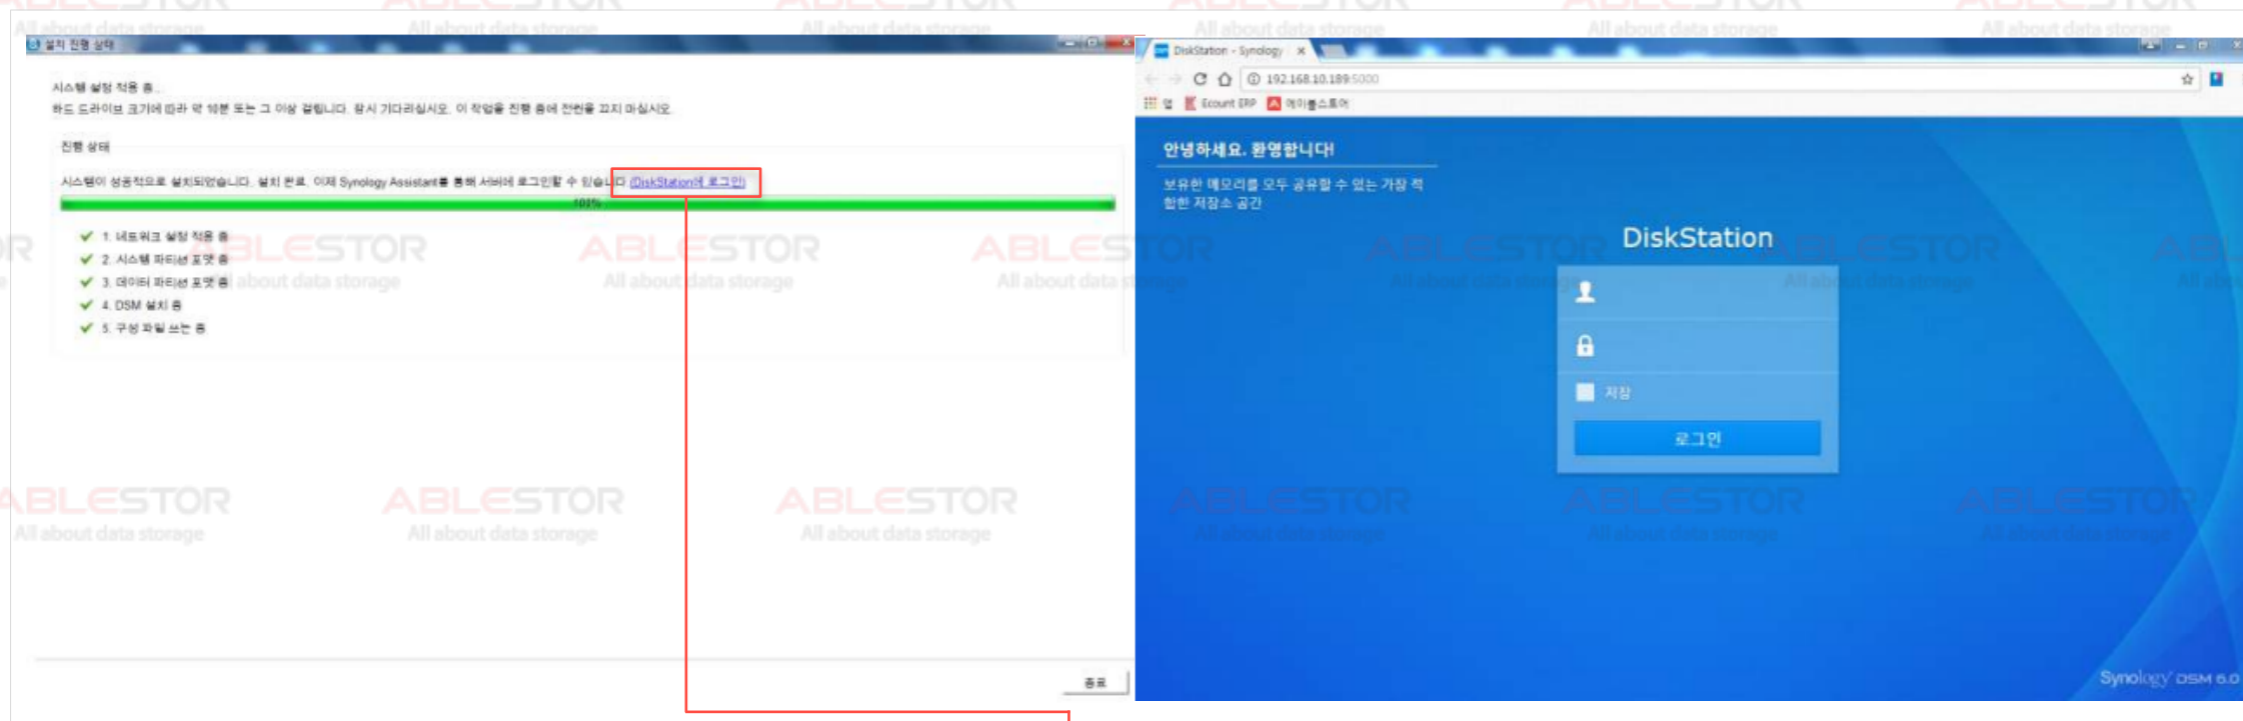 설치 진행 상태
시스템 설정 적용 중...
하드 드라이브 크기에 따라 약 10분 또는 그 이상 걸립니다. 잠시 기다리십시오. 이 작업을 진행 중에 전원을 끄지 마십시오.
진행 상태
시스템이 성공적으로 설치되었습니다. 설치 완료. 이제 Synology Assistant를 통해 서버에 로그인할 수 있습니다.(DiskStation에 로그인)
100%
1. 네트워크 설정 적용 중
2. 시스템 파티션 포맷 중
3. 데이터 파티션 포맷 중
4. DSM 설치 중
5. 구성 파일 쓰는 중
종료
DiskStation - Synology
192.168.10.189:5000
앱 Ecount ERP 에이블스토어
안녕하세요. 환영합니다!
보유한 메모리를 모두 공유할 수 있는 가장 적
합한 저장소 공간
DiskStation
저장
로그인
Synology DSM 6.0
ABLESTOR
All about data storage